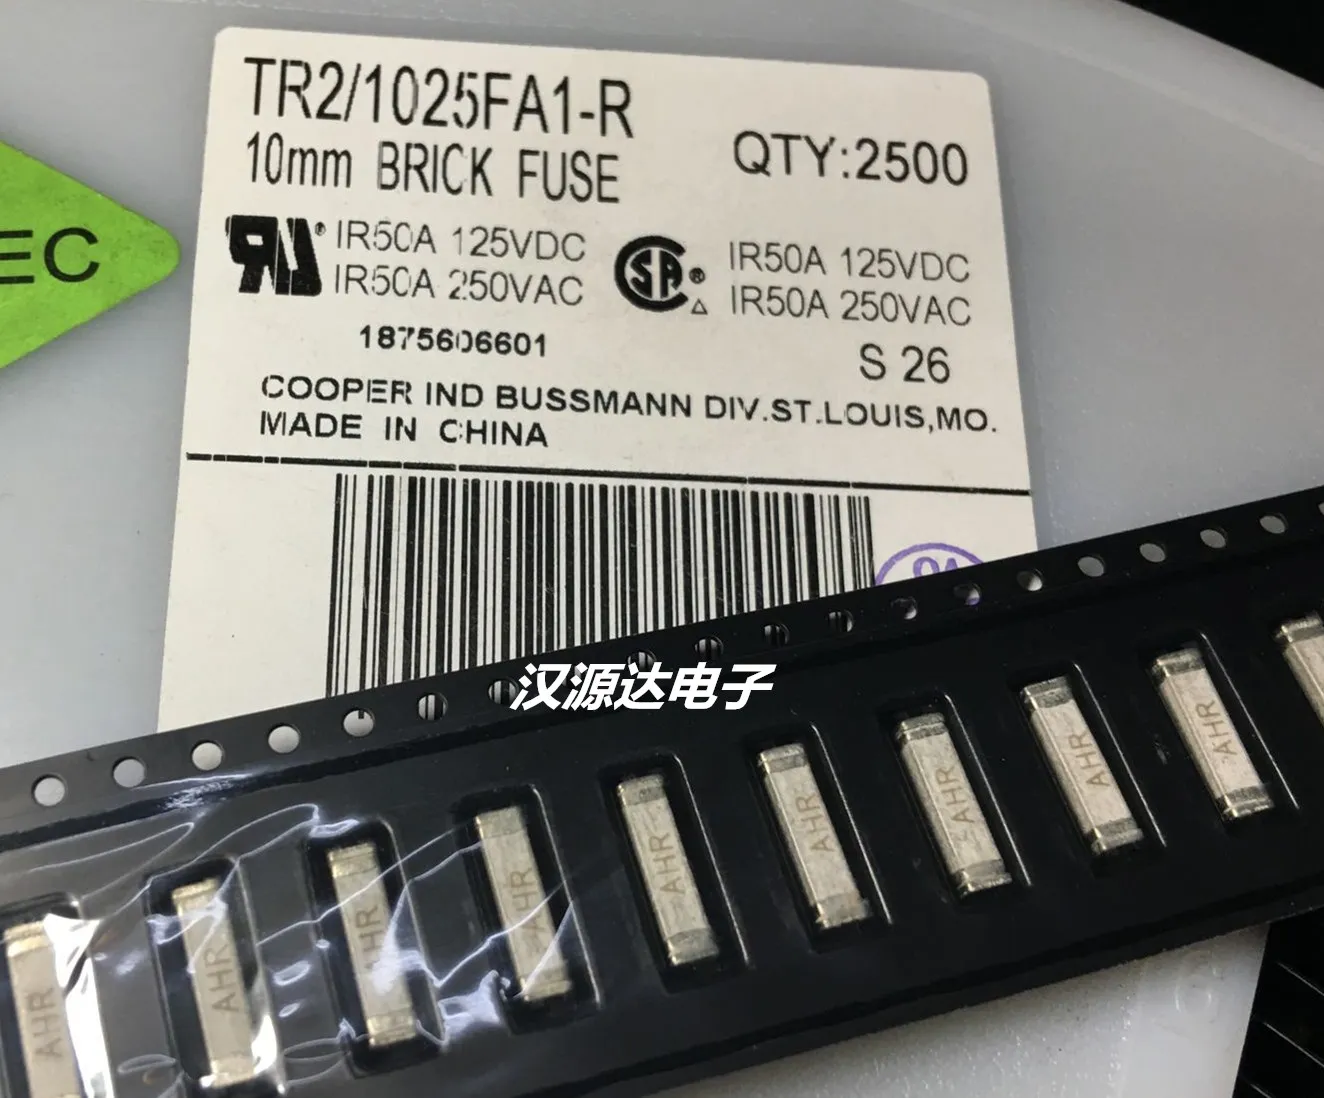 TR2/1025FA1-R
10mm BRICK FUSE
QTY:2500
EC
IR50A 125VDC
IR50A 250VAC
SA
IR50A 125VDC
IR50A 250VAC
1875606601
S 26
COOPER IND BUSSMANN DIV.ST.LOUIS,MO.
MADE IN CHINA
汉源达电子
AHR
AHR
AHR
AHR
AHR
AHR
AHR
AHR
AHR